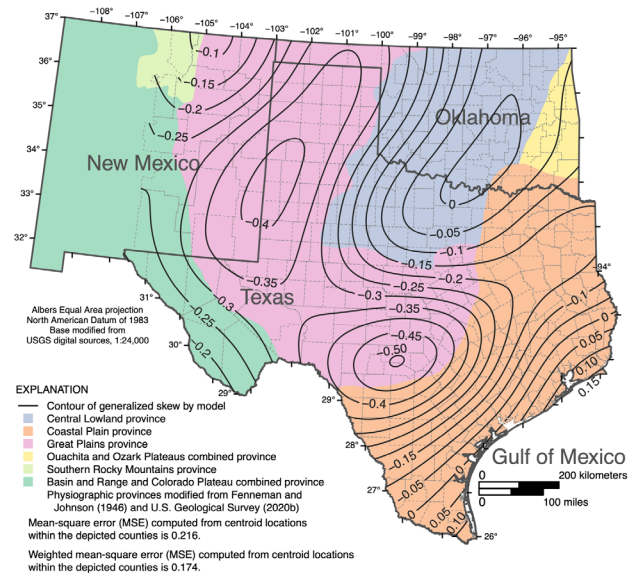 −108° −107° −106° −105° −104° −103° −102° −101° −100° −99° −98° −97° −96° −95°
37°
−0.1
−0.15
36°
−0.2
35°
−0.25
Oklahoma
34°
New Mexico
33°
−0.4
0
−0.05
32°
−0.1
−0.15
−0.2
−94°
−0.35
−0.25
31°
−0.3
Texas
−0.3
−0.1
Albers Equal Area projection
North American Datum of 1983
Base modified from
USGS digital sources, 1:24,000
−0.25
−0.35
0
30°
−0.2
−0.45
0.05
−0.50
0.10
0.15
EXPLANATION
29°
29°
Contour of generalized skew by model
−0.4
Central Lowland province
Coastal Plain province
Great Plains province
28°
Ouachita and Ozark Plateaus combined province
−0.15
Gulf of Mexico
Southern Rocky Mountains province
0
Basin and Range and Colorado Plateau combined province
0 200 kilometers
Physiographic provinces modified from Fenneman and
27°
−0.05
0 100 miles
Johnson (1946) and U.S. Geological Survey (2020b)
0
0.05
0.10
Mean-square error (MSE) computed from centroid locations
within the depicted counties is 0.216.
26°
Weighted mean-square error (MSE) computed from centroid locations
within the depicted counties is 0.174.